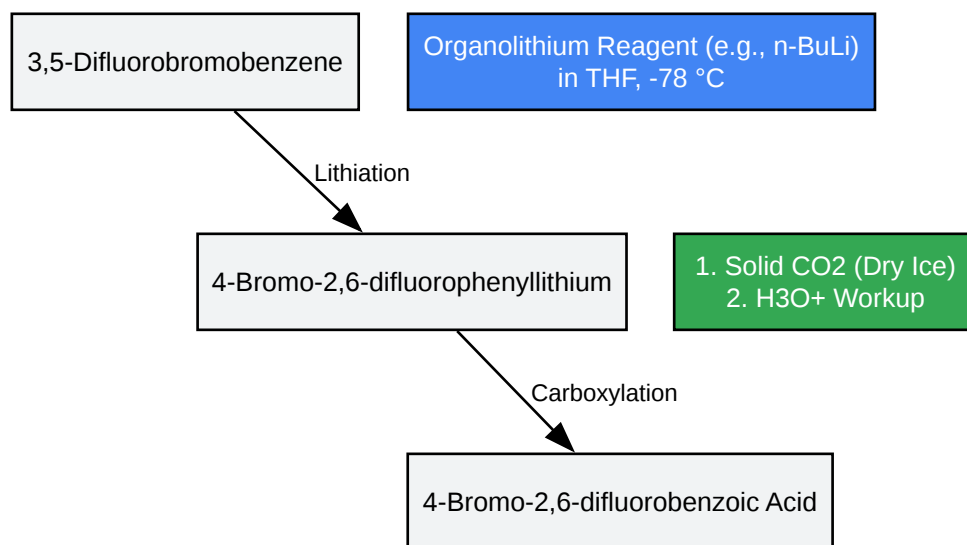 3,5-Difluorobromobenzene
Organolithium Reagent (e.g., n-BuLi)
in THF, -78 °C
Lithiation
4-Bromo-2,6-difluorophenyllithium
1. Solid CO2 (Dry Ice)
2. H3O+ Workup
Carboxylation
4-Bromo-2,6-difluorobenzoic Acid